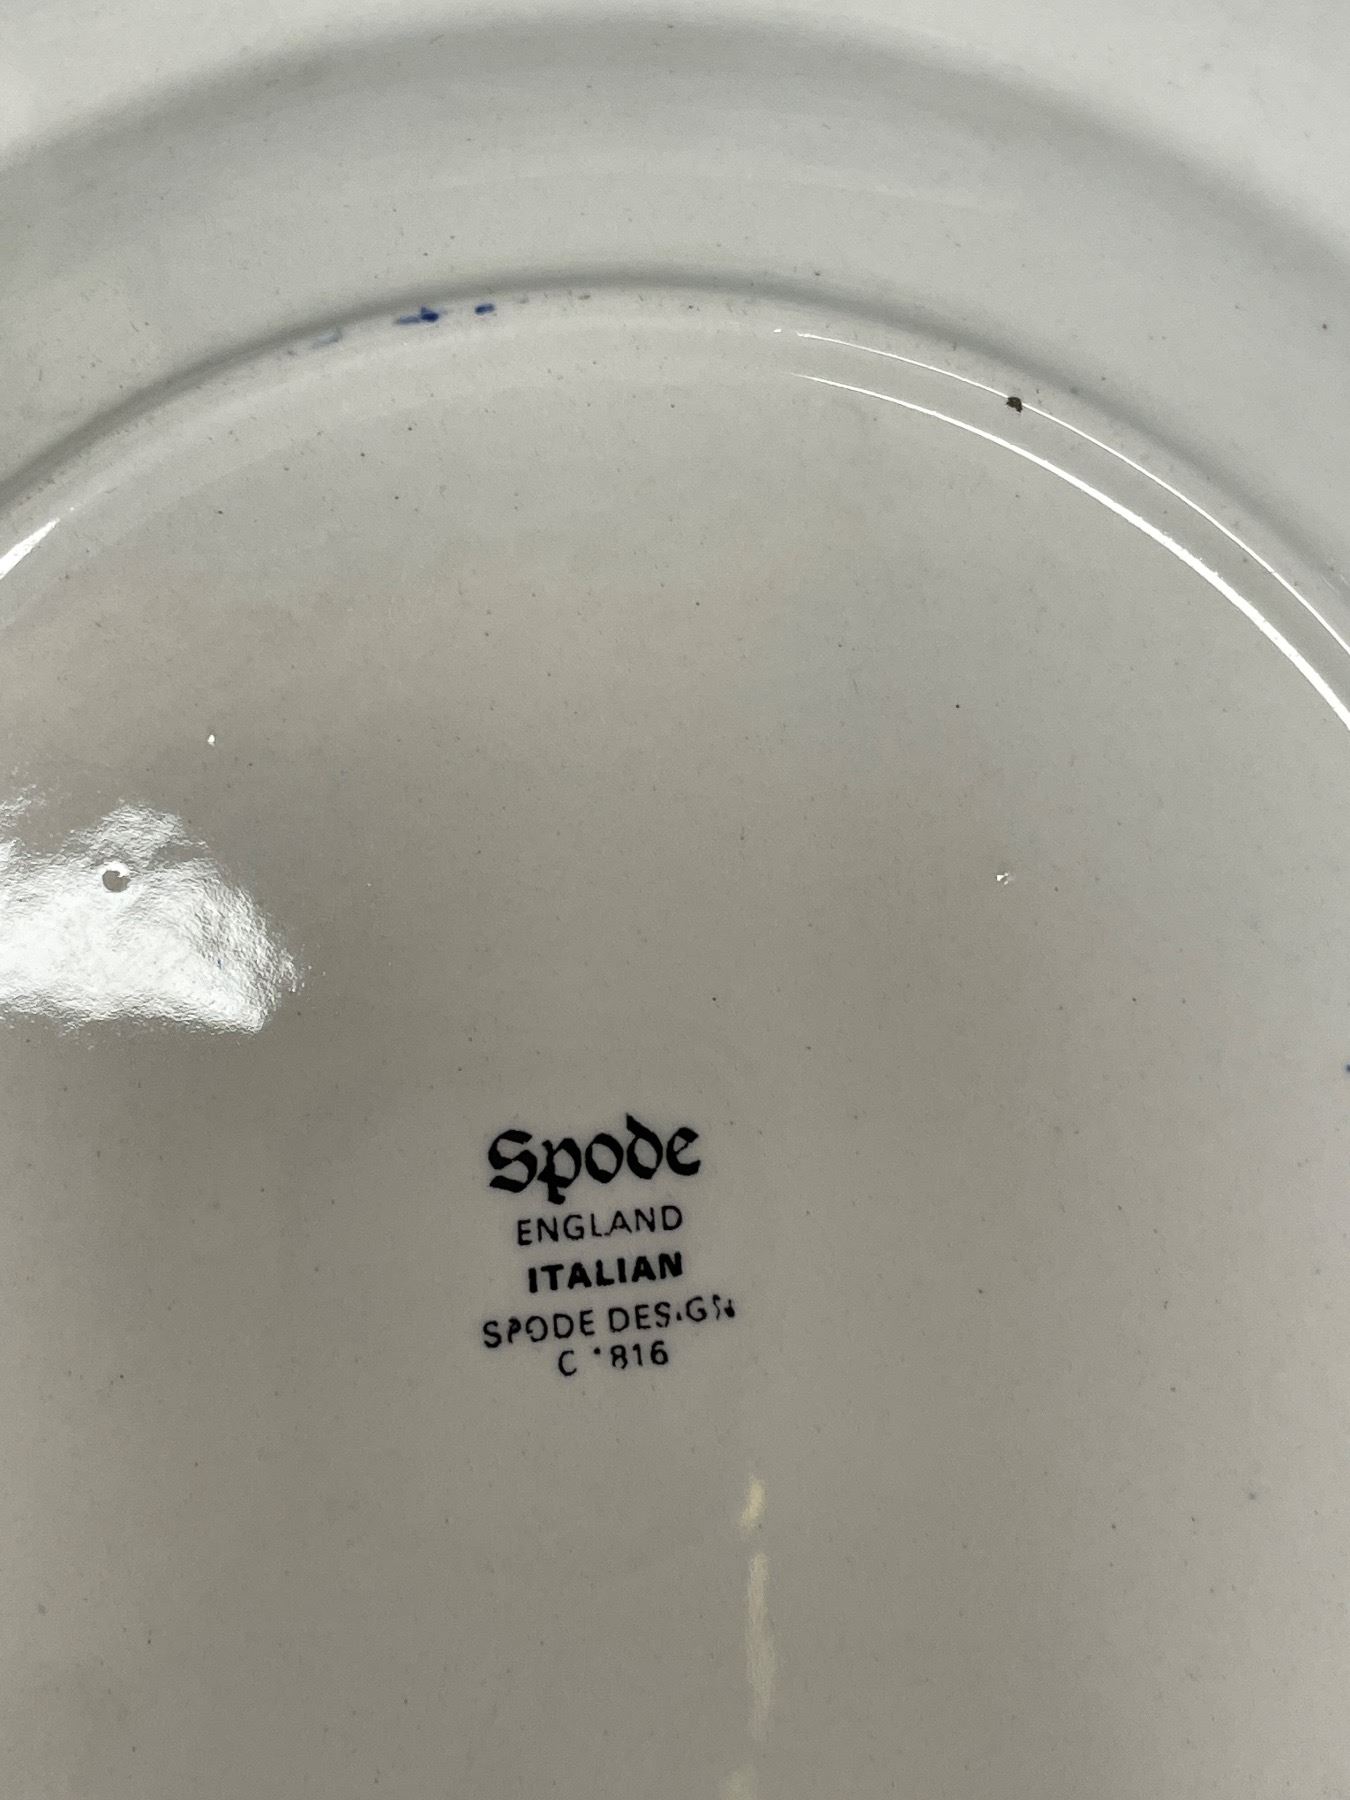 Spode
ENGLAND
ITALIAN
SPODE DESIGN
C 1816